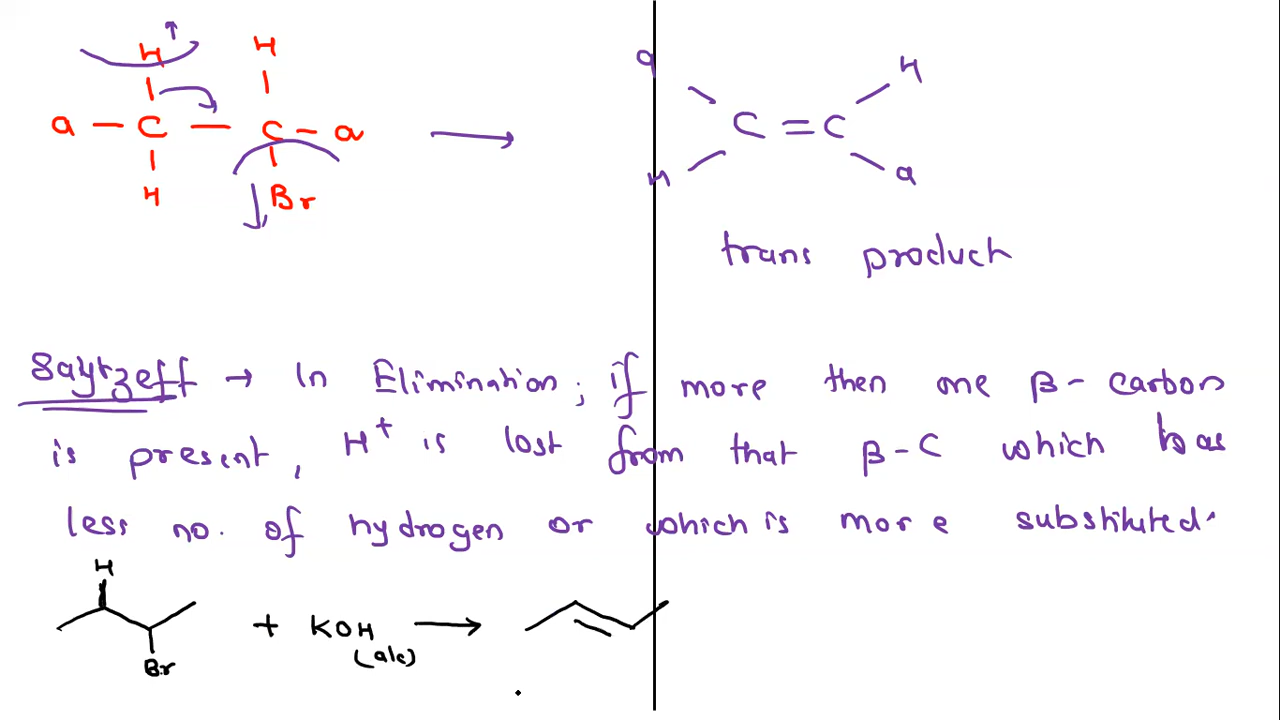 H H
a - C - C - a → a H
H Br C = C
H a
trans product
Saytzeff → In Elimination; if more then one β- carbon
is present, H+ is lost from that β-C which has
less no. of hydrogen or which is more substituted.
H
+ KOH →
Br (alc)